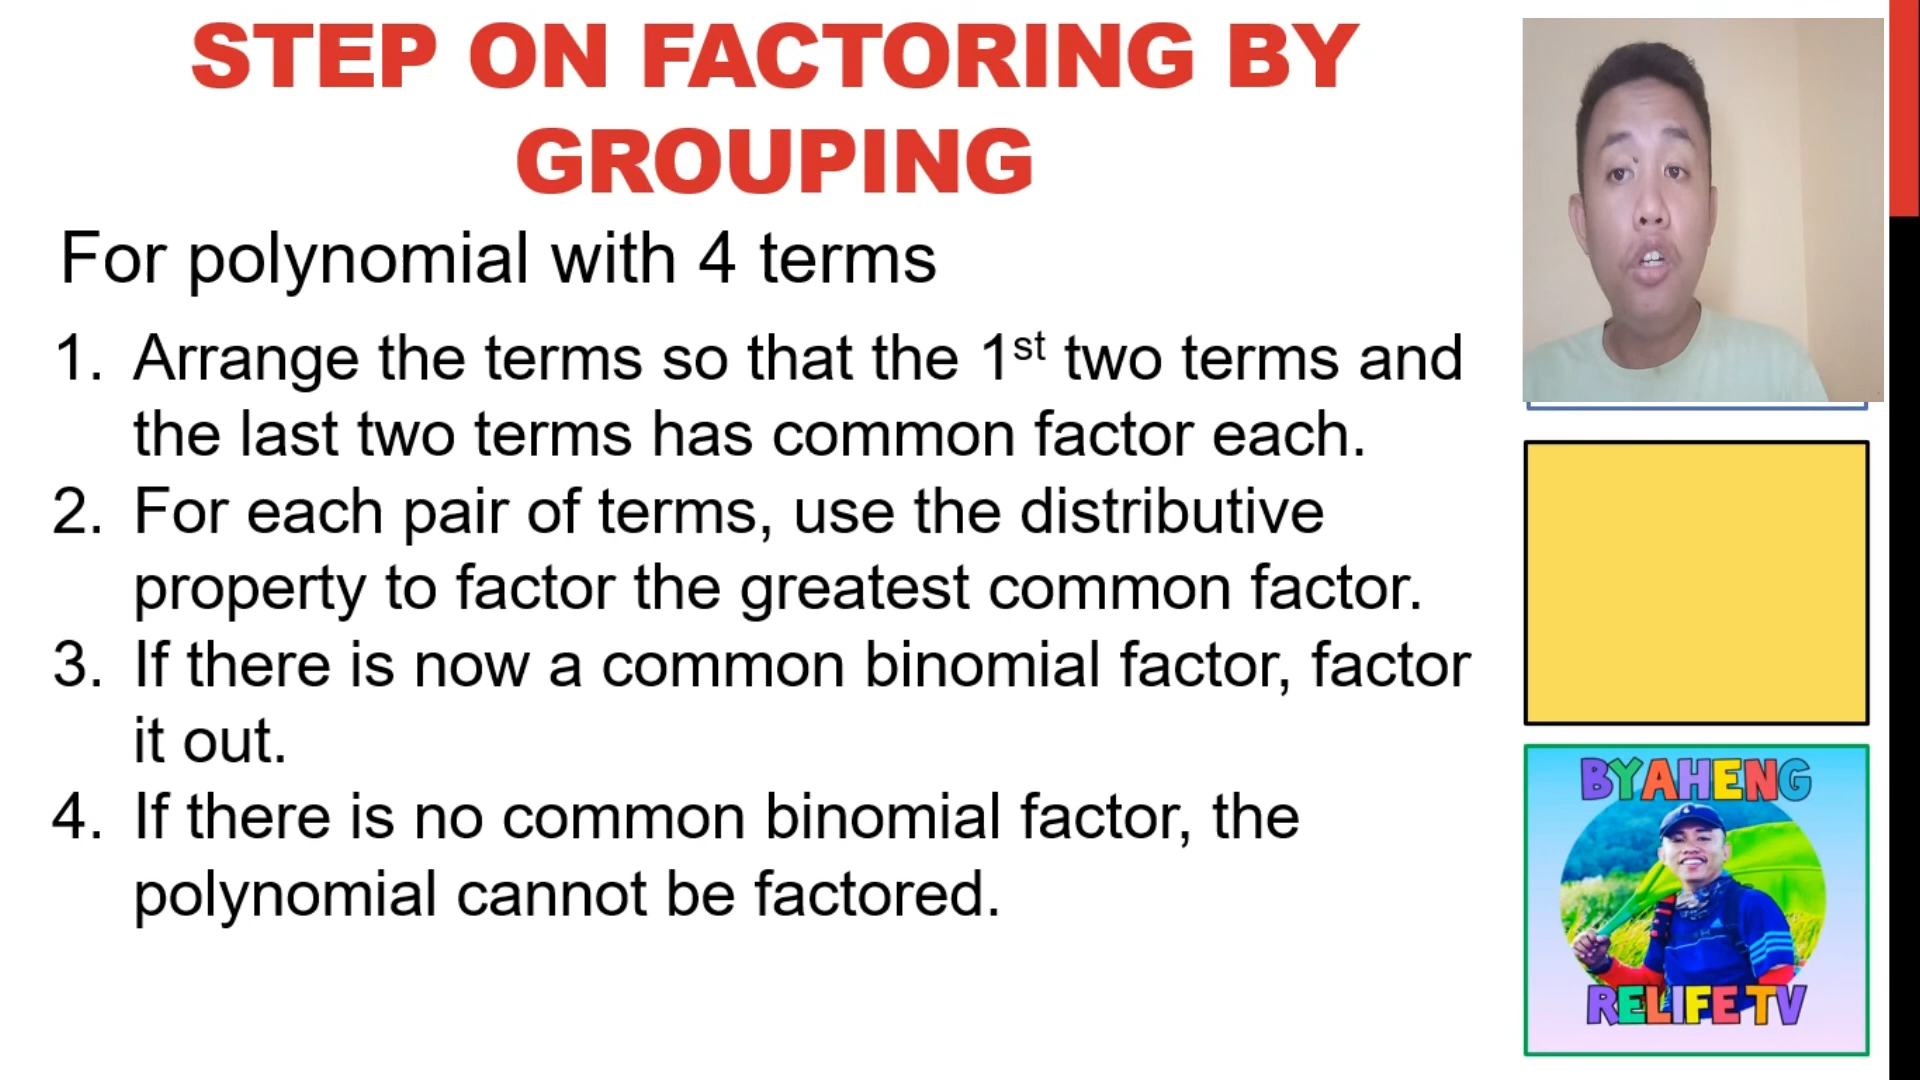 STEP ON FACTORING BY
GROUPING
For polynomial with 4 terms
1. Arrange the terms so that the 1st two terms and
the last two terms has common factor each.
2. For each pair of terms, use the distributive
property to factor the greatest common factor.
3. If there is now a common binomial factor, factor
it out.
4. If there is no common binomial factor, the
polynomial cannot be factored.
BYAHENG
RELIFE TV